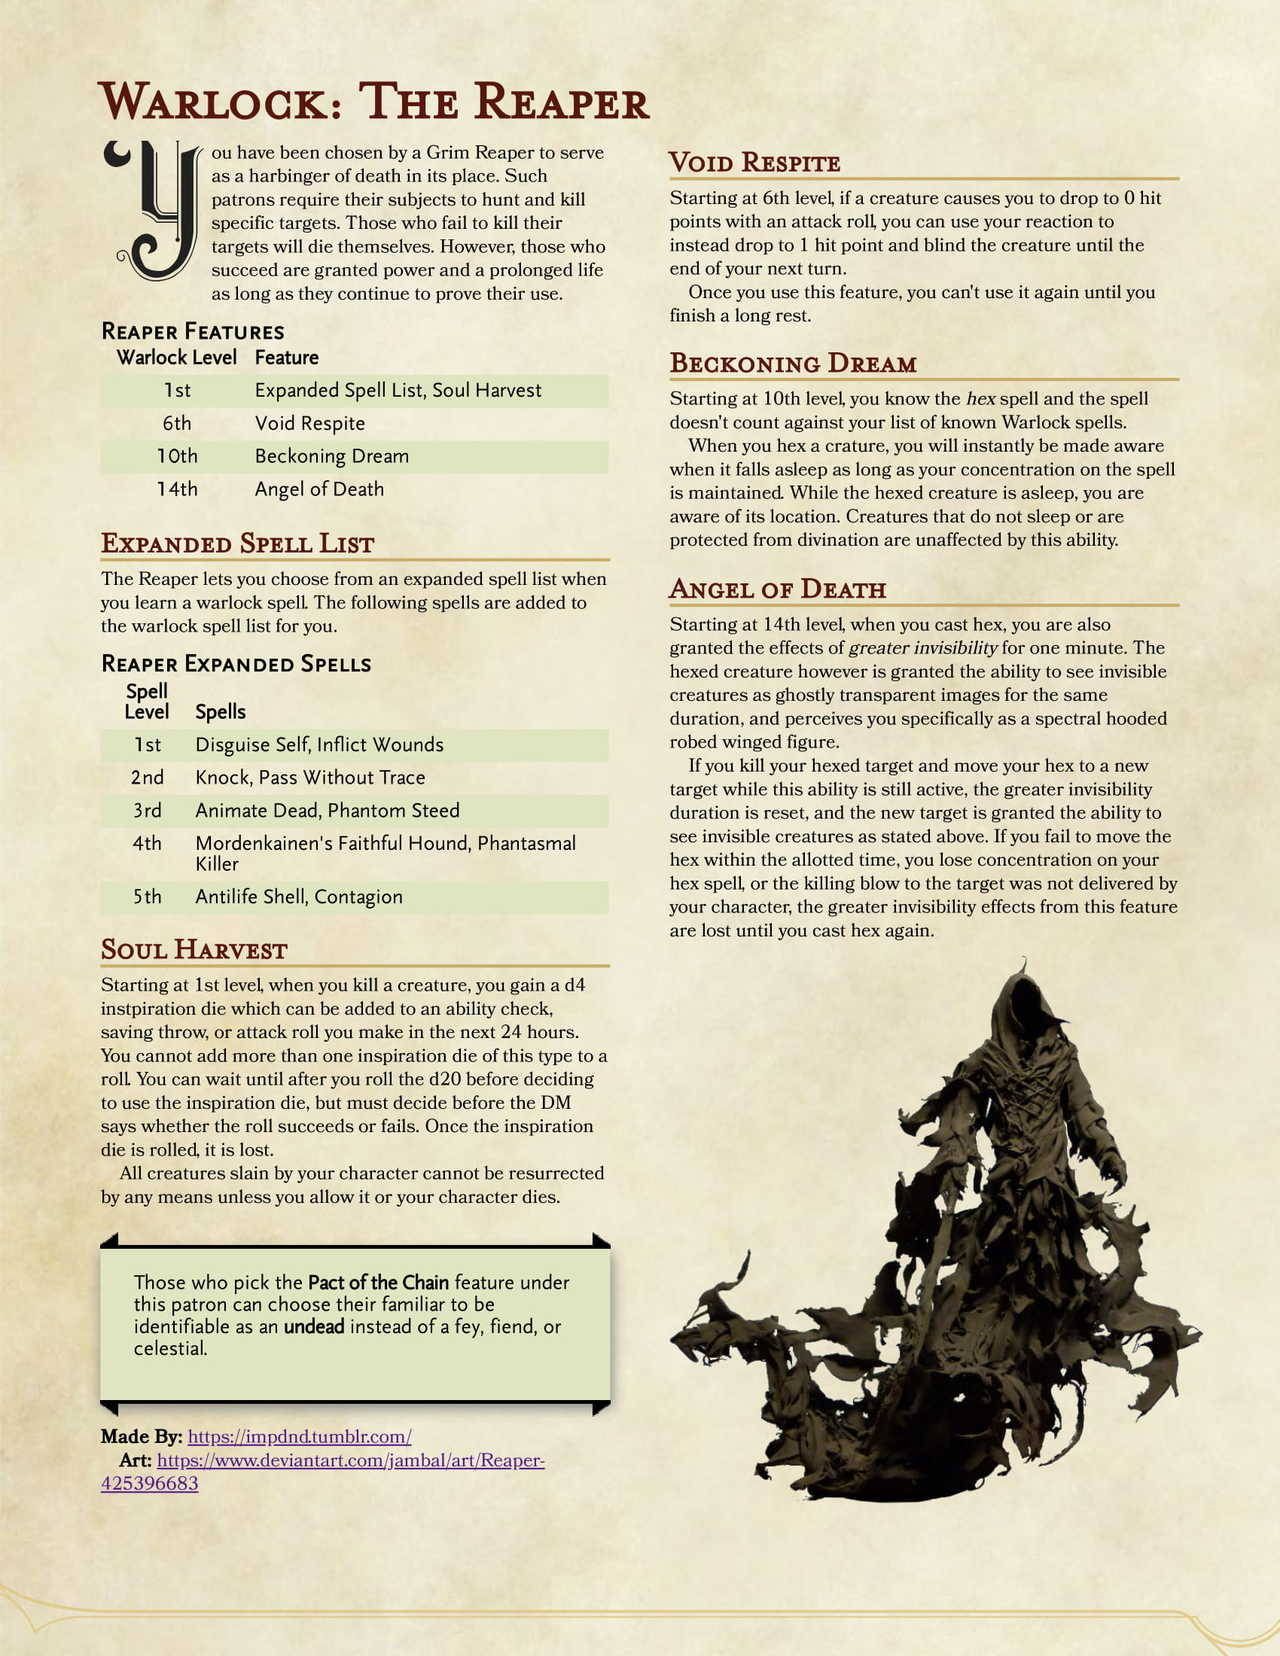 Warlock: The Reaper
You have been chosen by a Grim Reaper to serve
as a harbinger of death in its place. Such
patrons require their subjects to hunt and kill
specific targets. Those who fail to kill their
targets will die themselves. However, those who
succeed are granted power and a prolonged life
as long as they continue to prove their use.
Reaper Features
Warlock Level Feature
1st Expanded Spell List, Soul Harvest
6th Void Respite
10th Beckoning Dream
14th Angel of Death
Expanded Spell List
The Reaper lets you choose from an expanded spell list when
you learn a warlock spell. The following spells are added to
the warlock spell list for you.
Reaper Expanded Spells
Spell
Level Spells
1st Disguise Self, Inflict Wounds
2nd Knock, Pass Without Trace
3rd Animate Dead, Phantom Steed
4th Mordenkainen's Faithful Hound, Phantasmal
Killer
5th Antilife Shell, Contagion
Soul Harvest
Starting at 1st level, when you kill a creature, you gain a d4
instpiration die which can be added to an ability check,
saving throw, or attack roll you make in the next 24 hours.
You cannot add more than one inspiration die of this type to a
roll. You can wait until after you roll the d20 before deciding
to use the inspiration die, but must decide before the DM
says whether the roll succeeds or fails. Once the inspiration
die is rolled, it is lost.
All creatures slain by your character cannot be resurrected
by any means unless you allow it or your character dies.
Those who pick the Pact of the Chain feature under
this patron can choose their familiar to be
identifiable as an undead instead of a fey, fiend, or
celestial.
Made By: https://impdnd.tumblr.com/
Art: https://www.deviantart.com/jambal/art/Reaper-
425396683
Void Respite
Starting at 6th level, if a creature causes you to drop to 0 hit
points with an attack roll, you can use your reaction to
instead drop to 1 hit point and blind the creature until the
end of your next turn.
Once you use this feature, you can't use it again until you
finish a long rest.
Beckoning Dream
Starting at 10th level, you know the hex spell and the spell
doesn't count against your list of known Warlock spells.
When you hex a crature, you will instantly be made aware
when it falls asleep as long as your concentration on the spell
is maintained. While the hexed creature is asleep, you are
aware of its location. Creatures that do not sleep or are
protected from divination are unaffected by this ability.
Angel of Death
Starting at 14th level, when you cast hex, you are also
granted the effects of greater invisibility for one minute. The
hexed creature however is granted the ability to see invisible
creatures as ghostly transparent images for the same
duration, and perceives you specifically as a spectral hooded
robed winged figure.
If you kill your hexed target and move your hex to a new
target while this ability is still active, the greater invisibility
duration is reset, and the new target is granted the ability to
see invisible creatures as stated above. If you fail to move the
hex within the allotted time, you lose concentration on your
hex spell, or the killing blow to the target was not delivered by
your character, the greater invisibility effects from this feature
are lost until you cast hex again.